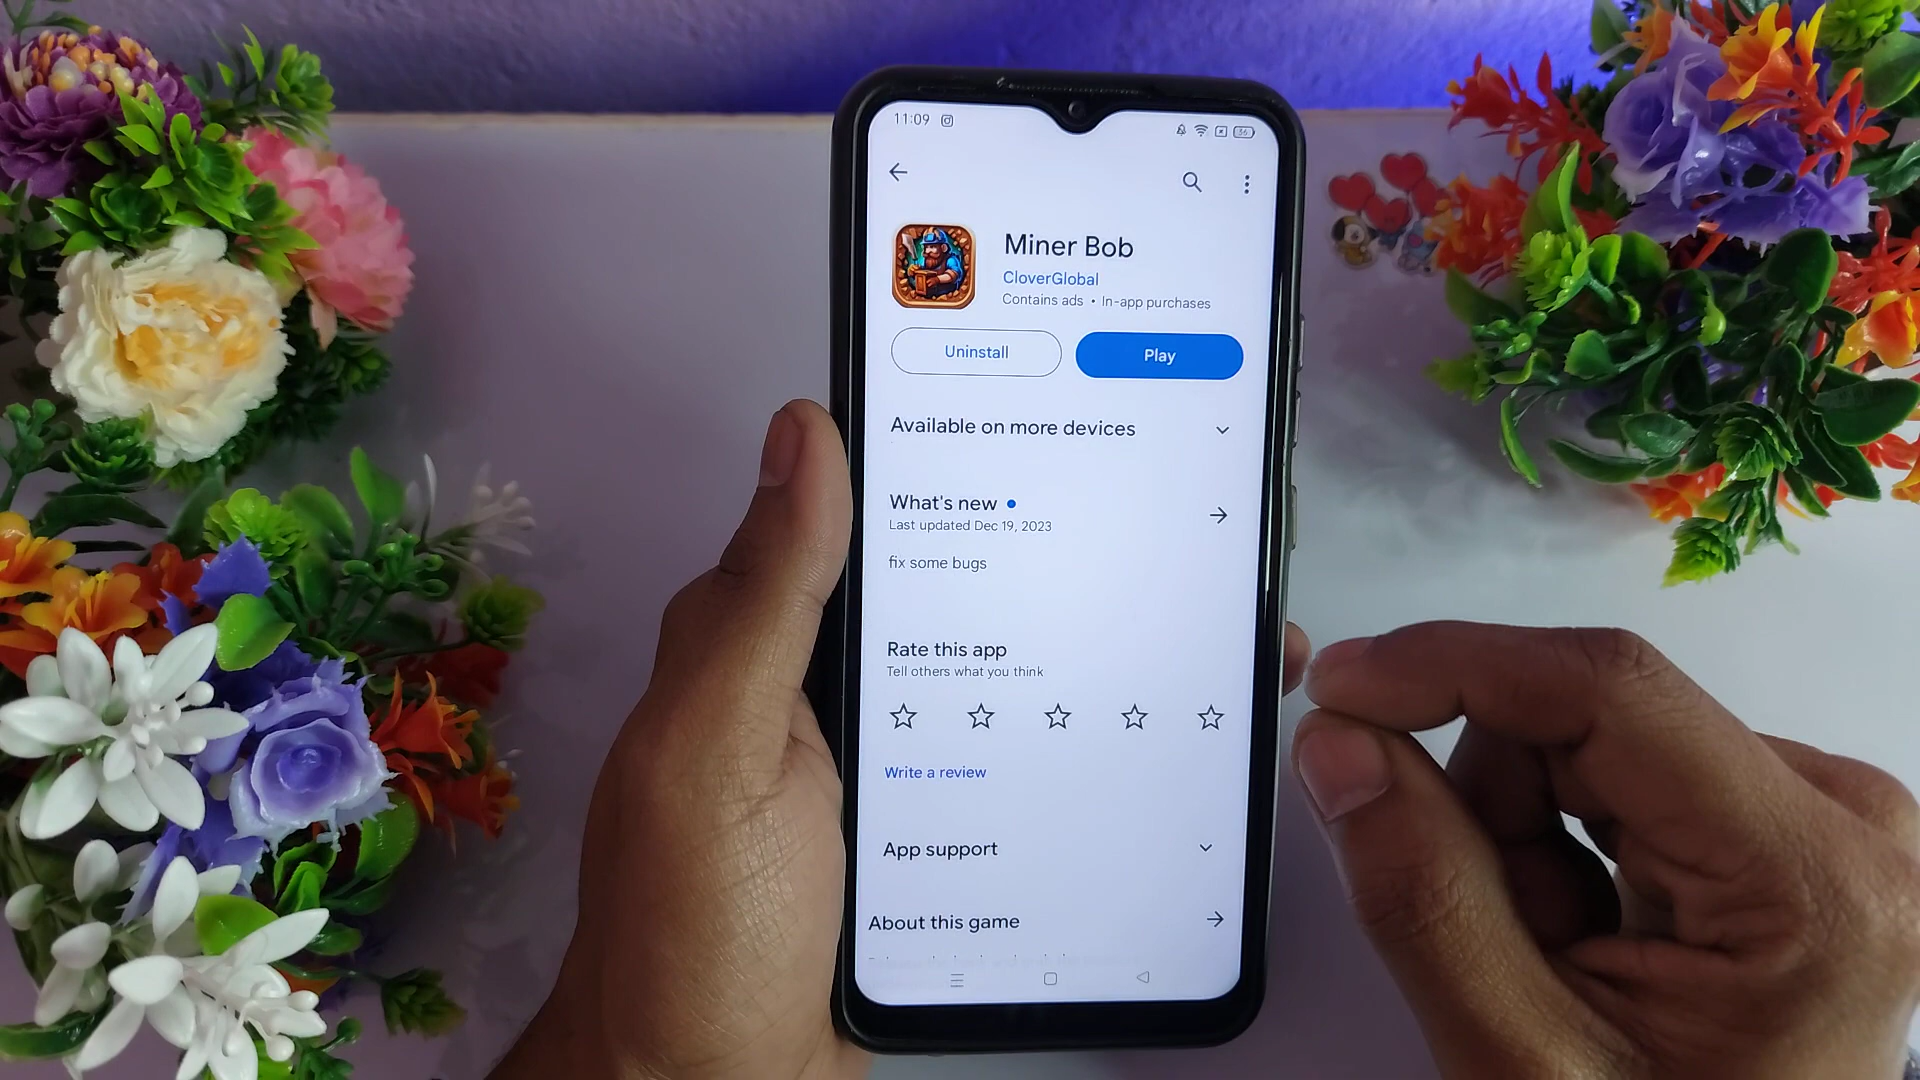 11:09
36
Miner Bob
CloverGlobal
Contains ads • In-app purchases
Uninstall
Play
Available on more devices
What's new
Last updated Dec 19, 2023
fix some bugs
Rate this app
Tell others what you think
Write a review
App support
About this game